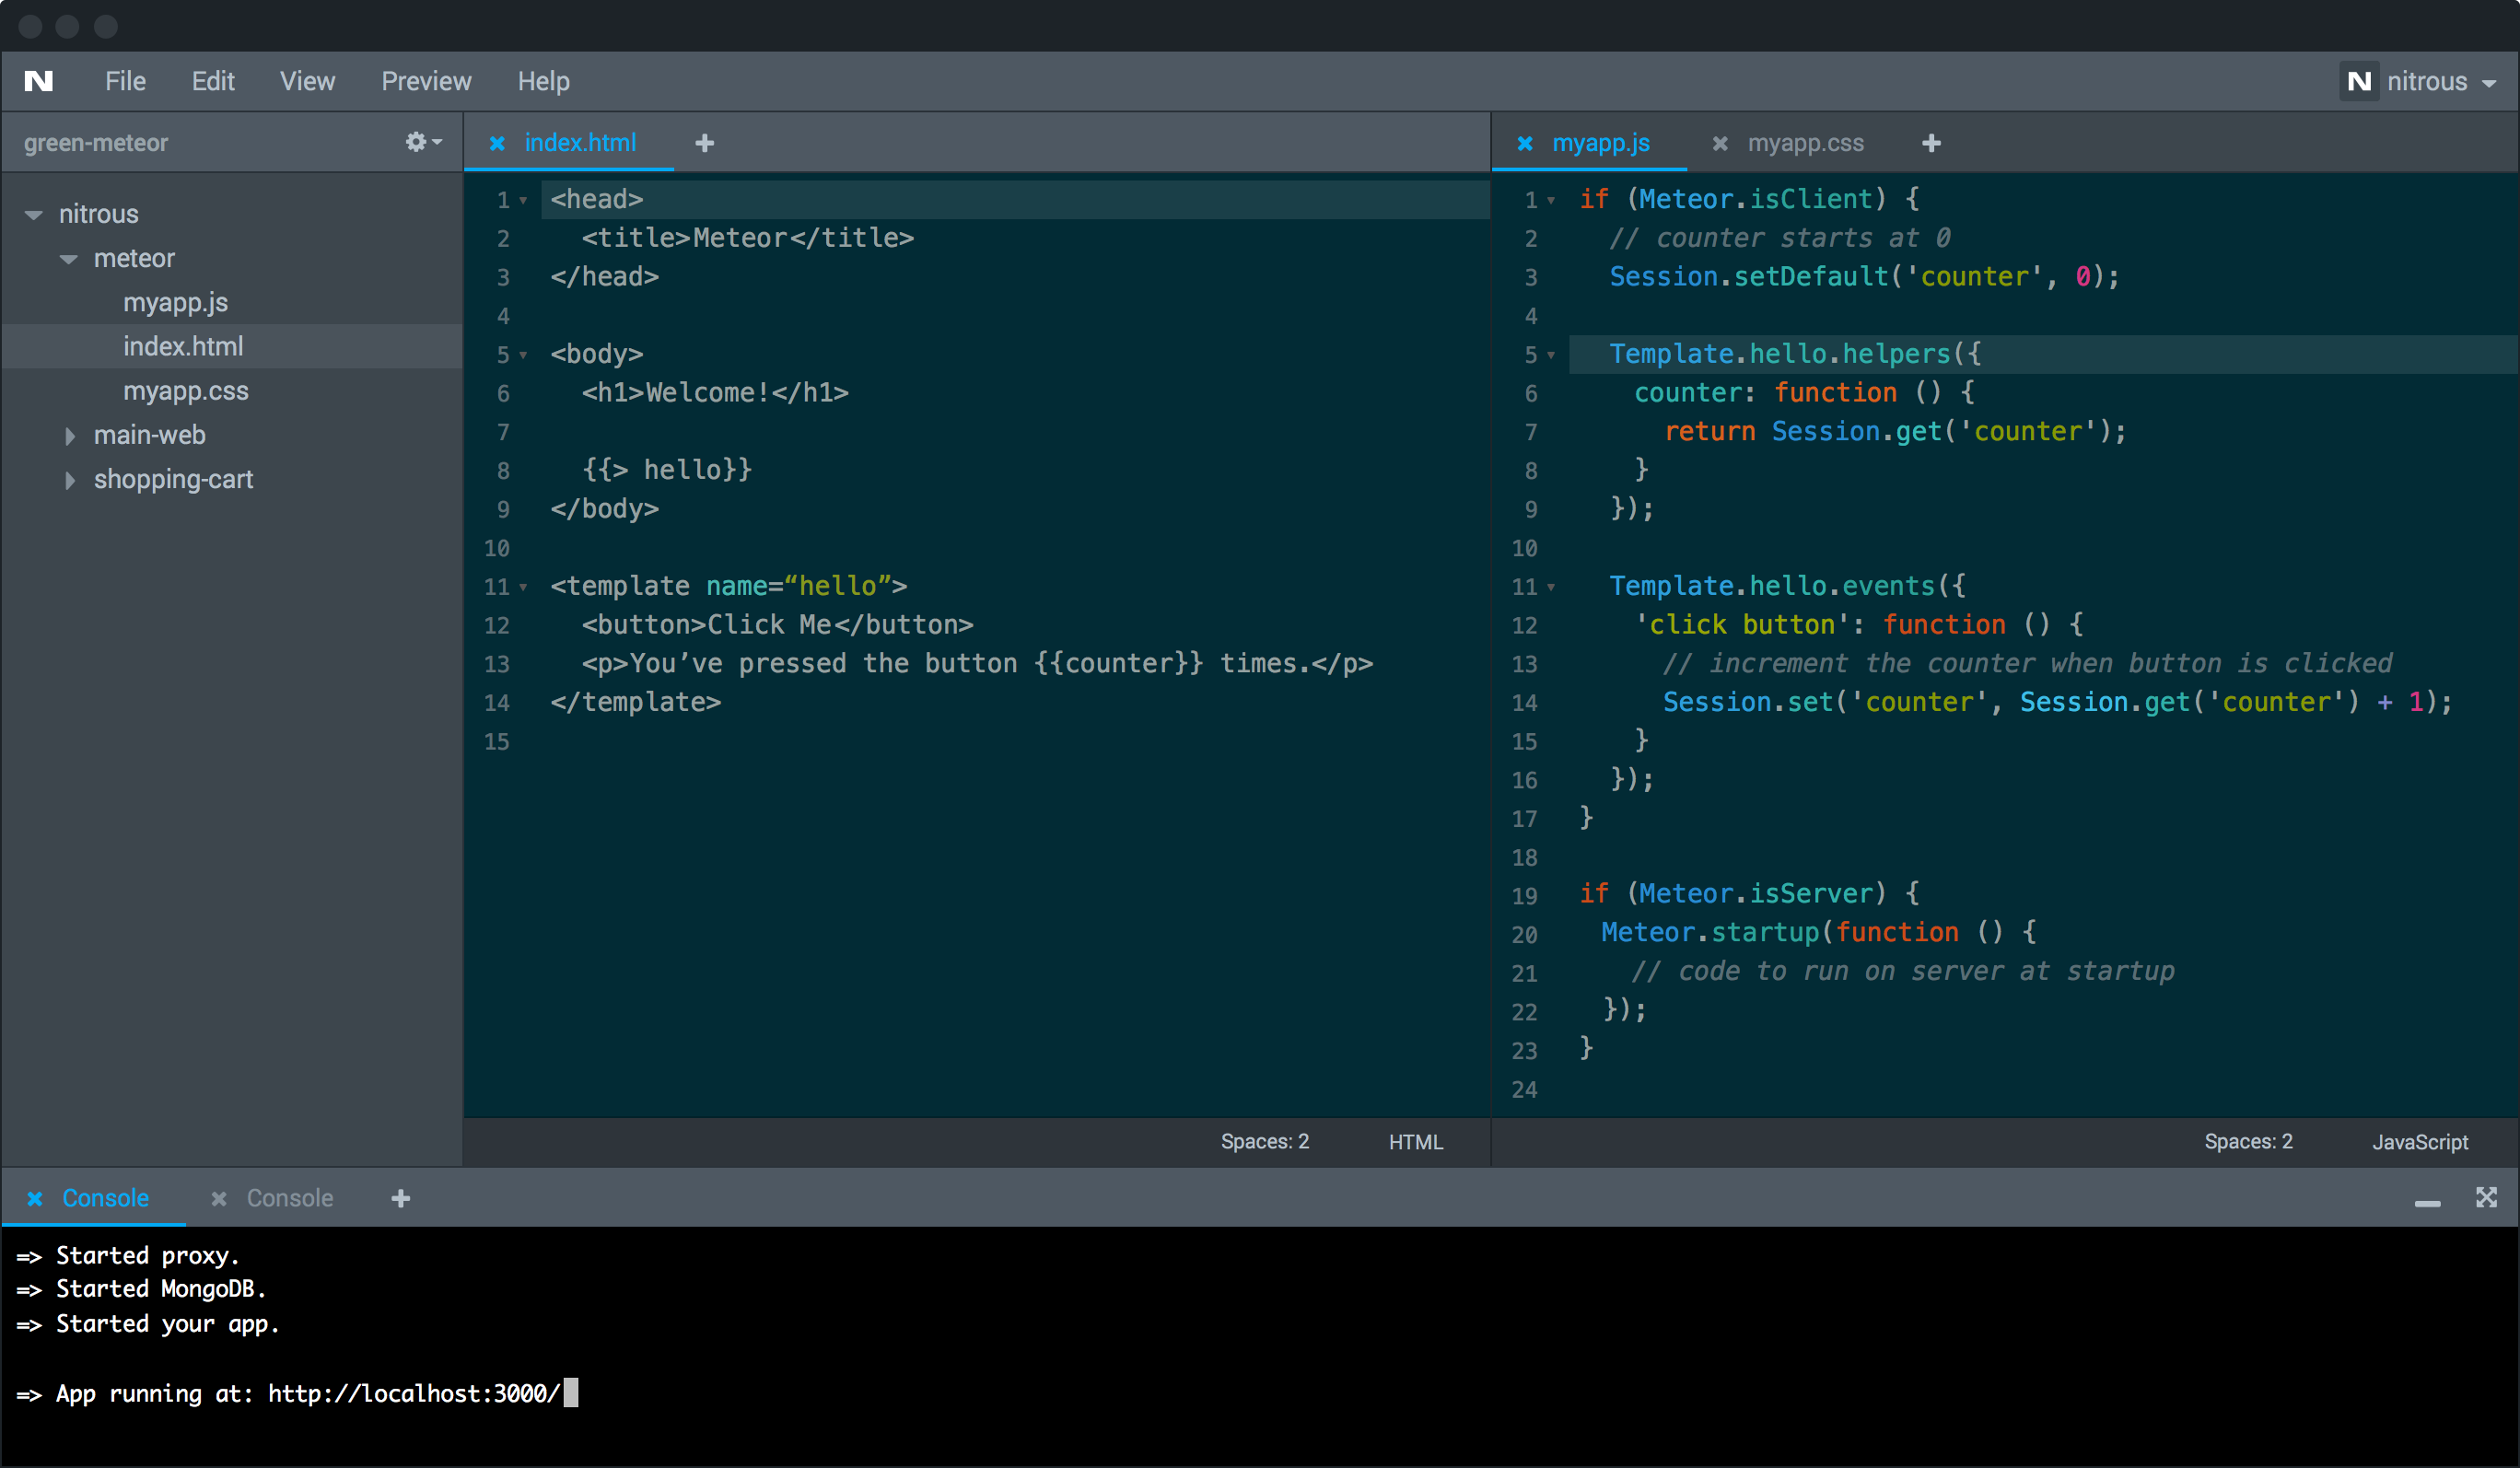 N File Edit View Preview Help N nitrous
green-meteor
nitrous
meteor
myapp.js
index.html
myapp.css
main-web
shopping-cart
index.html
1 <head>
2   <title>Meteor</title>
3 </head>
4
5 <body>
6   <h1>Welcome!</h1>
7
8   {{> hello}}
9 </body>
10
11 <template name=“hello”>
12   <button>Click Me</button>
13   <p>You’ve pressed the button {{counter}} times.</p>
14 </template>
15
Spaces: 2 HTML
myapp.js myapp.css
1 if (Meteor.isClient) {
2   // counter starts at 0
3   Session.setDefault('counter', 0);
4
5   Template.hello.helpers({
6     counter: function () {
7       return Session.get('counter');
8     }
9   });
10
11   Template.hello.events({
12     'click button': function () {
13       // increment the counter when button is clicked
14       Session.set('counter', Session.get('counter') + 1);
15     }
16   });
17 }
18
19 if (Meteor.isServer) {
20   Meteor.startup(function () {
21     // code to run on server at startup
22   });
23 }
24
Spaces: 2 JavaScript
Console Console
=> Started proxy.
=> Started MongoDB.
=> Started your app.
=> App running at: http://localhost:3000/